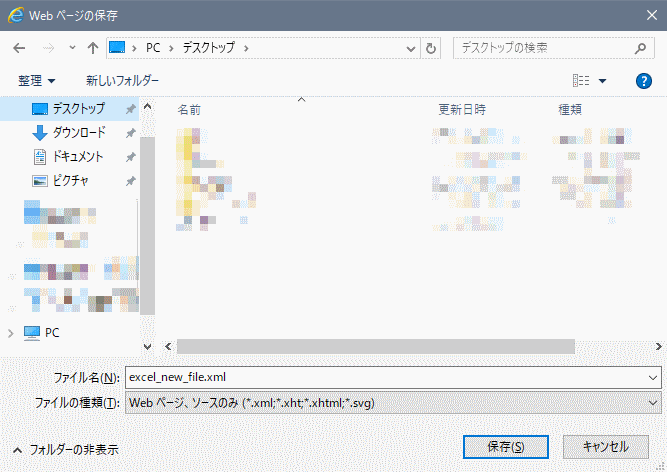 Web ページの保存
PC デスクトップ デスクトップの検索
整理 新しいフォルダー
デスクトップ
ダウンロード
ドキュメント
ピクチャ
PC
名前 更新日時 種類
ファイル名(N): excel_new_file.xml
ファイルの種類(T): Web ページ、ソースのみ (*.xml;*.xht;*.xhtml;*.svg)
フォルダーの非表示 保存(S) キャンセル